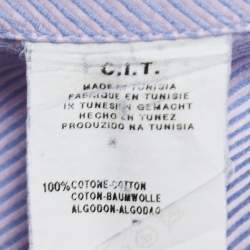 C.I.T.
MADE IN TUNISIA
FABRIQUE EN TUNISIE
IN TUNESIEN GEMACHT
HECHO EN TUNEZ
PRODUZIDO NA TUNISIA
100% COTONE-COTTON
COTON-BAUMWOLLE
ALGODON-ALGODAO